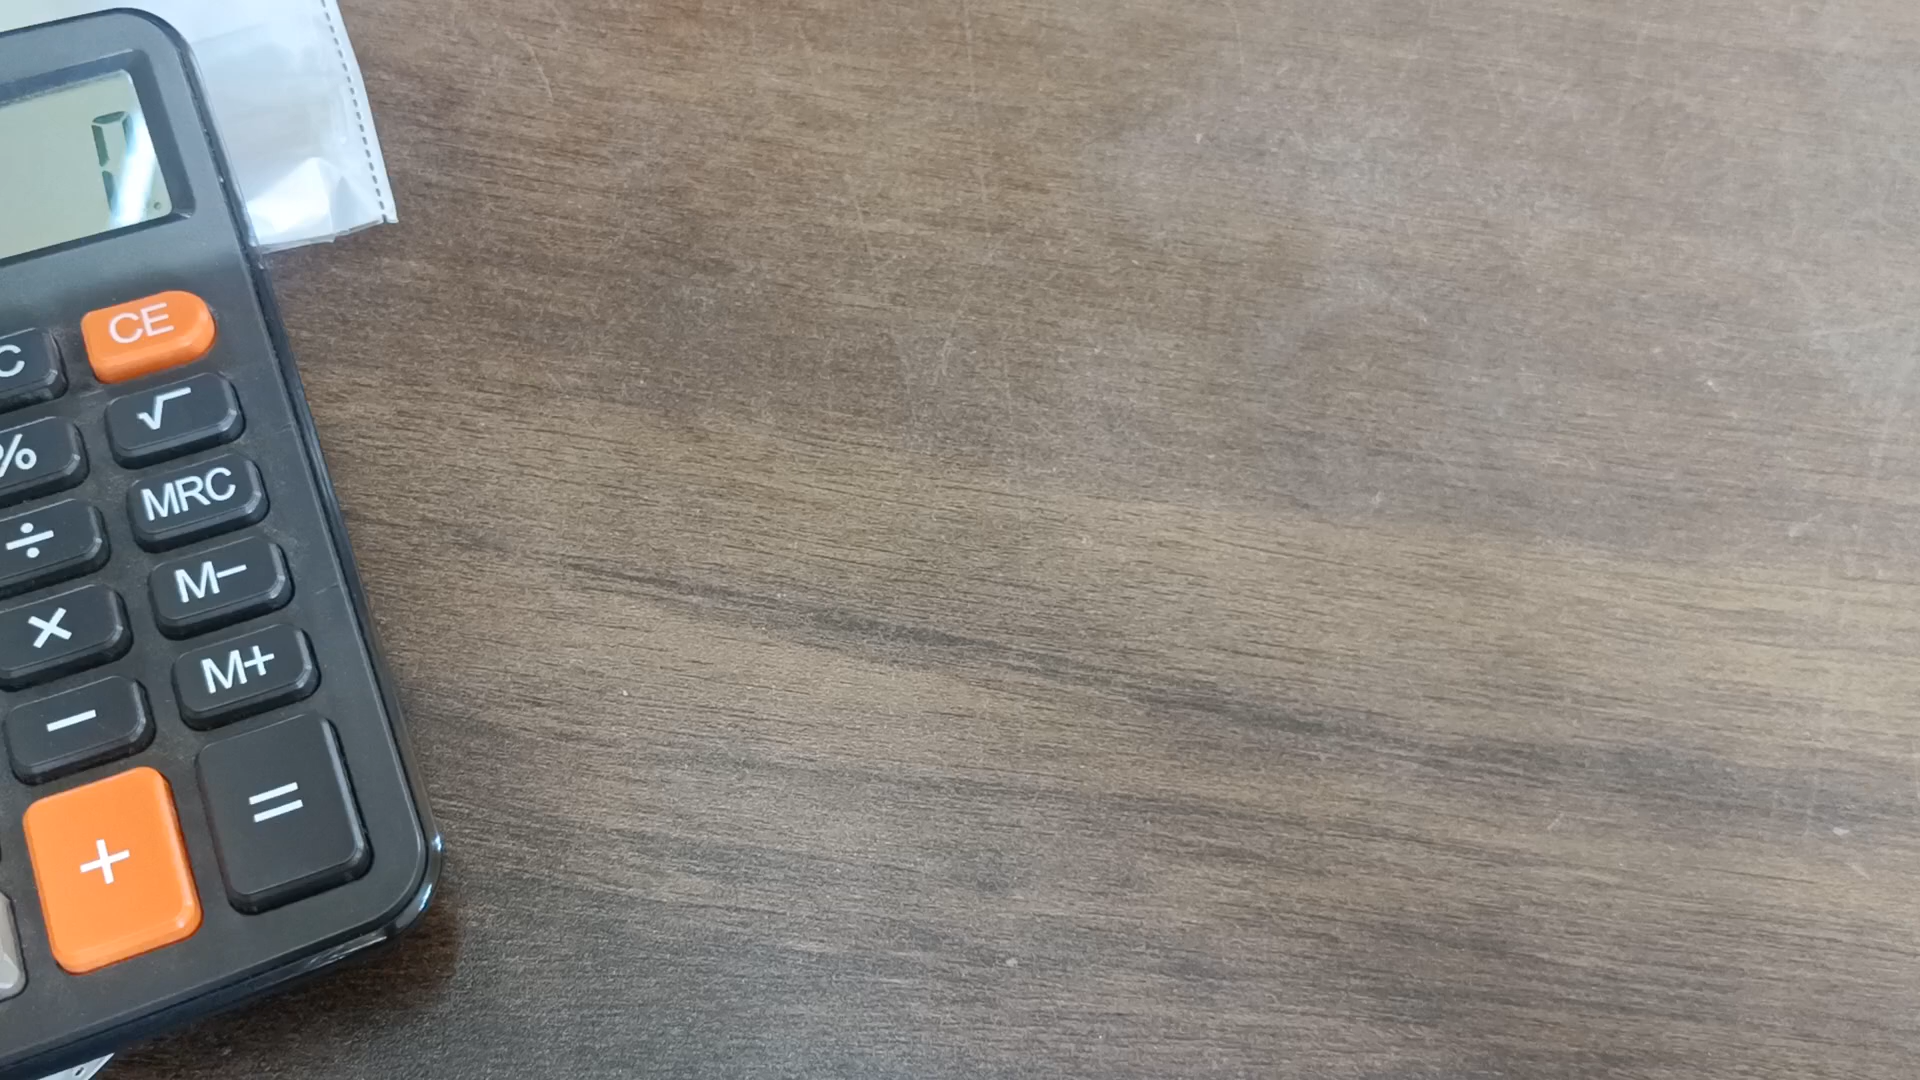 CE
C
√
%
MRC
÷
M−
×
M+
−
=
+